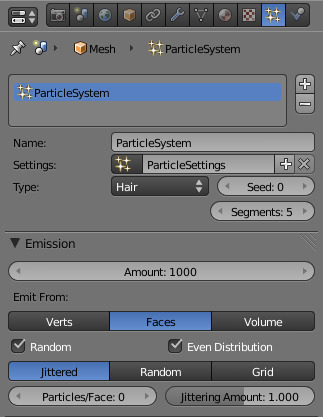 Mesh ParticleSystem
ParticleSystem
Name: ParticleSystem
Settings: ParticleSettings
Type: Hair Seed: 0
Segments: 5
Emission
Amount: 1000
Emit From:
Verts Faces Volume
Random Even Distribution
Jittered Random Grid
Particles/Face: 0 Jittering Amount: 1.000